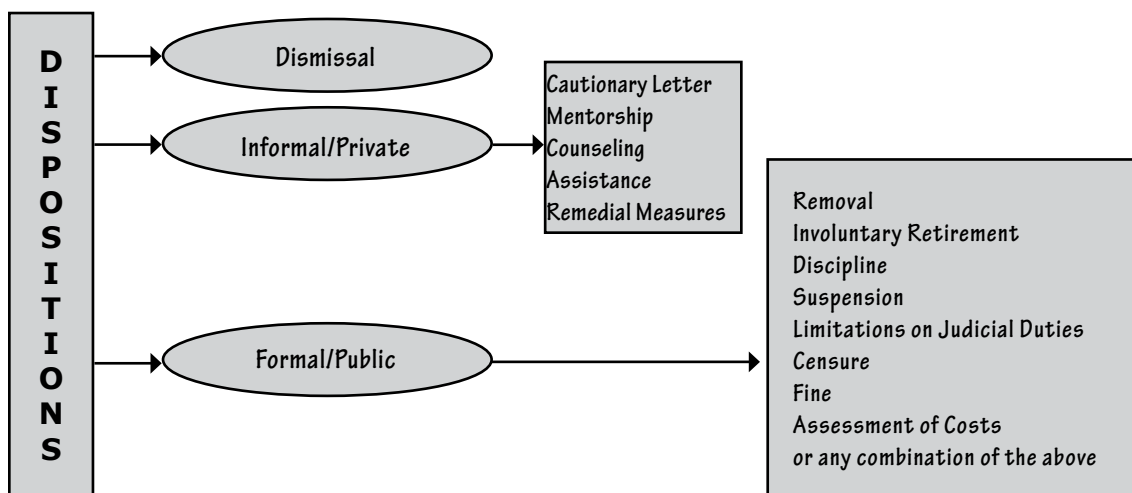 DISPOSITIONS
Dismissal
Informal/Private
Cautionary Letter
Mentorship
Counseling
Assistance
Remedial Measures
Formal/Public
Removal
Involuntary Retirement
Discipline
Suspension
Limitations on Judicial Duties
Censure
Fine
Assessment of Costs
or any combination of the above